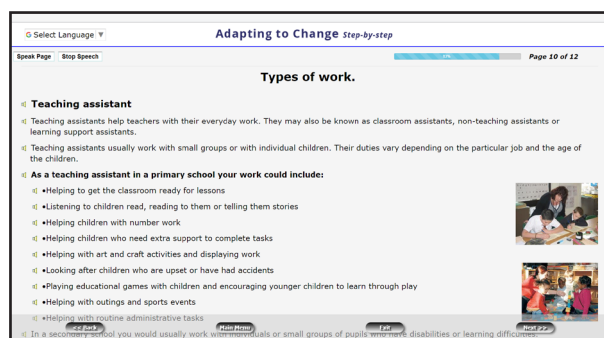 G Select Language ▼
Adapting to Change Step-by-step
Speak Page
Stop Speech
Page 10 of 12
Types of work.
Teaching assistant
Teaching assistants help teachers with their everyday work. They may also be known as classroom assistants, non-teaching assistants or
learning support assistants.
Teaching assistants usually work with small groups or with individual children. Their duties vary depending on the particular job and the age of
the children.
As a teaching assistant in a primary school your work could include:
•Helping to get the classroom ready for lessons
•Listening to children read, reading to them or telling them stories
•Helping children with number work
•Helping children who need extra support to complete tasks
•Helping with art and craft activities and displaying work
•Looking after children who are upset or have had accidents
•Playing educational games with children and encouraging younger children to learn through play
•Helping with outings and sports events
•Helping with routine administrative tasks
<< Back
Main Menu
Exit
Next >>
In a secondary school you would usually work with individuals or small groups of pupils who have disabilities or learning difficulties.